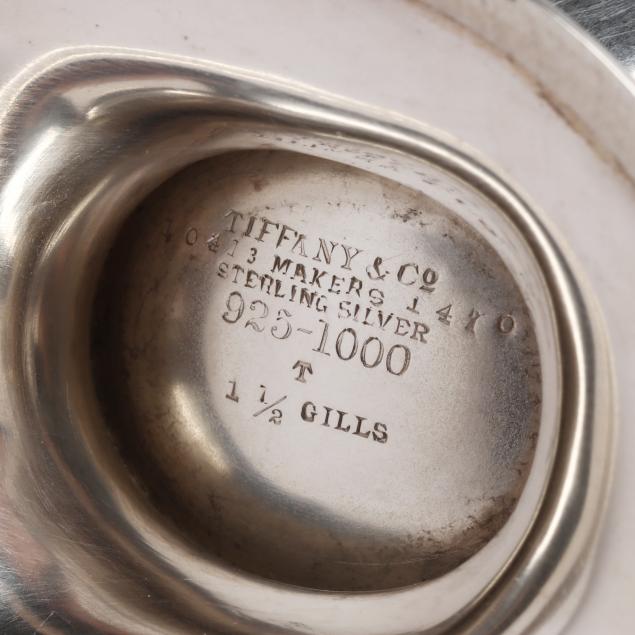 TIFFANY & Co
10413 MAKERS 1470
STERLING SILVER
925-1000
T
1 1/2 GILLS